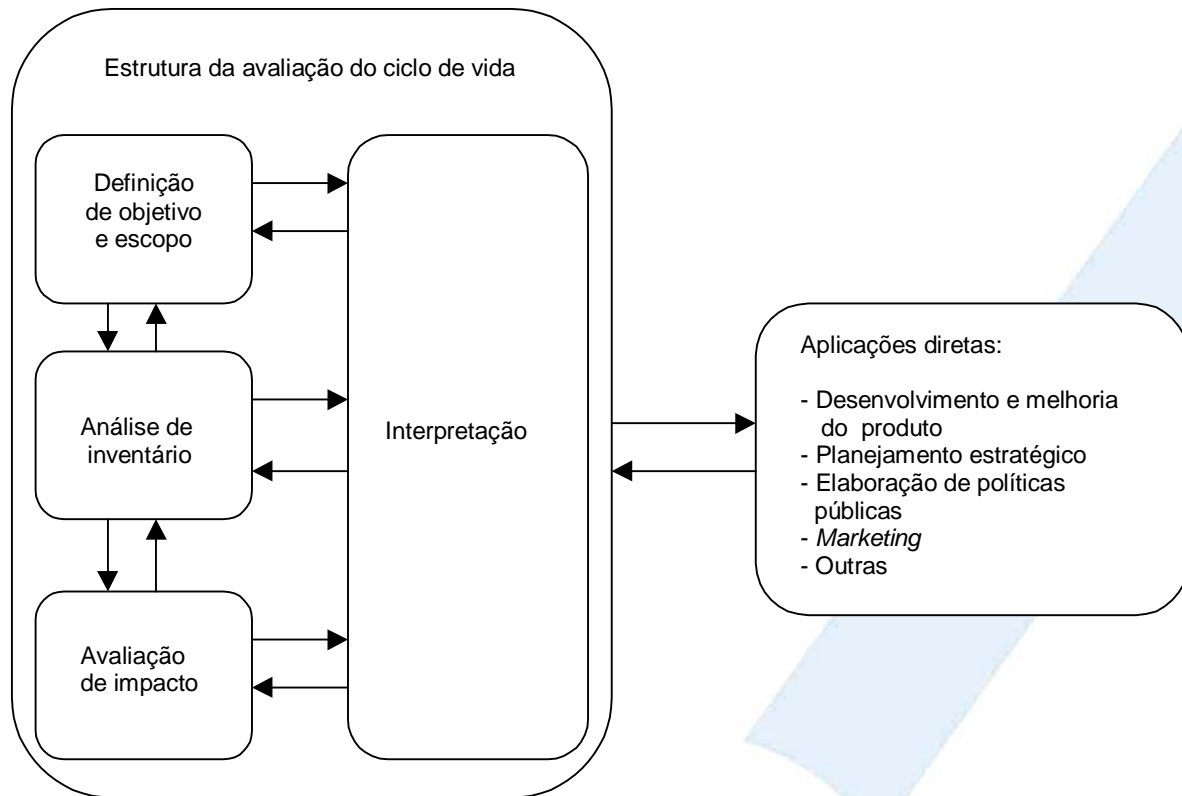 Estrutura da avaliação do ciclo de vida
Definição
de objetivo
e escopo
Análise de
inventário
Avaliação
de impacto
Interpretação
Aplicações diretas:
- Desenvolvimento e melhoria
do produto
- Planejamento estratégico
- Elaboração de políticas
públicas
- Marketing
- Outras